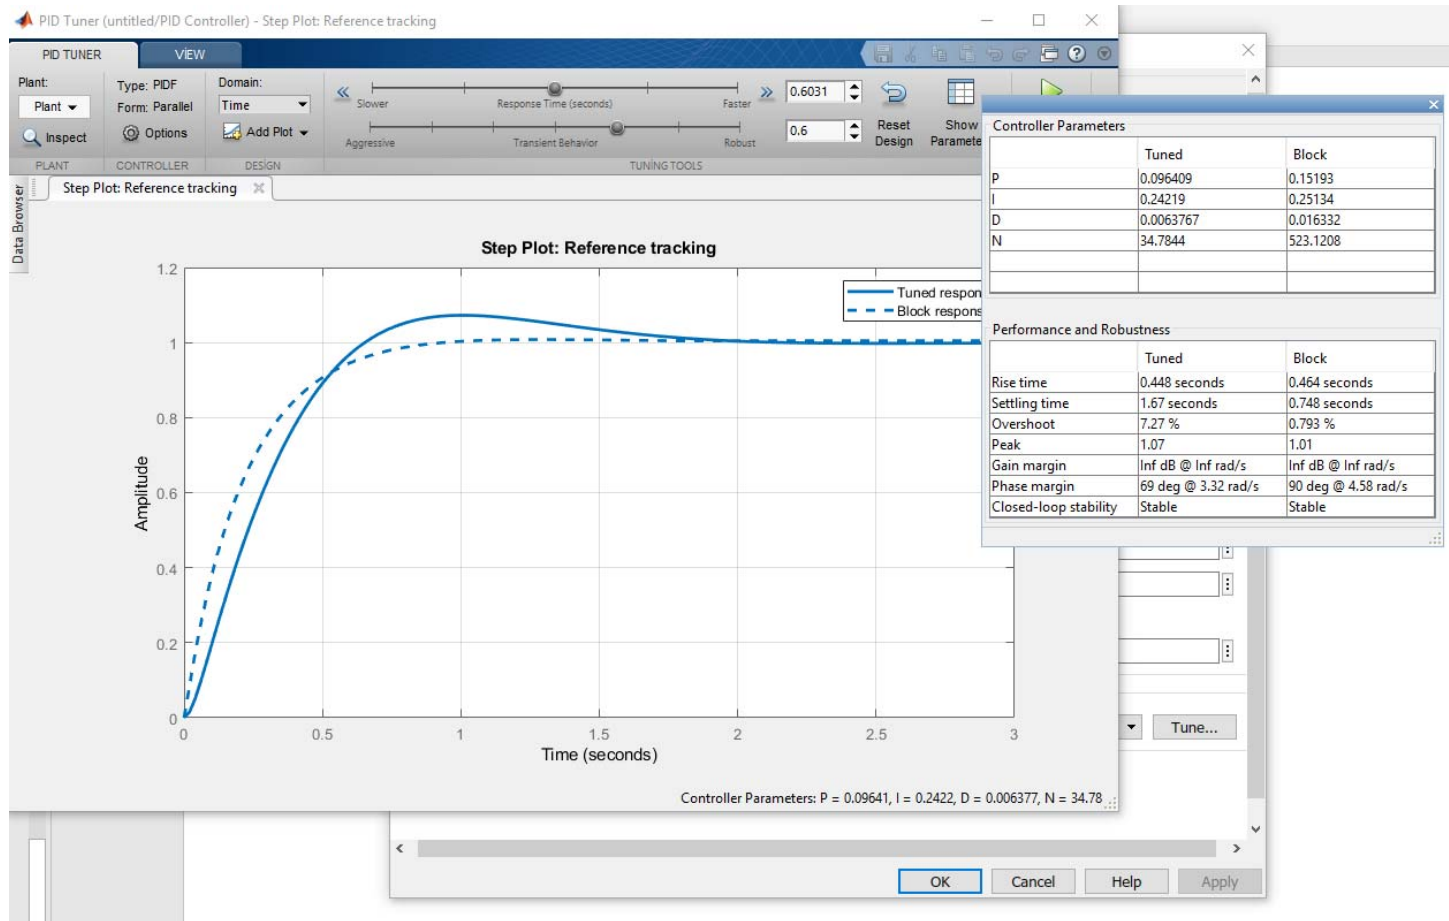 PID Tuner (untitled/PID Controller) - Step Plot: Reference tracking
PID TUNER VİEW
Plant:
Plant
Inspect
PLANT
Type: PIDF
Form: Parallel
Options
CONTROLLER
Domain:
Time
Add Plot
DESİGN
Slower Response Time (seconds) Faster 0.6031
Aggressive Transient Behavior Robust 0.6
TUNİNG TOOLS
Reset
Design
Show
Paramete
Data Browser
Step Plot: Reference tracking
Step Plot: Reference tracking
Tuned respon
Block respons
Amplitude
1.2
1
0.8
0.6
0.4
0.2
0
0 0.5 1 1.5 2 2.5 3
Time (seconds)
Controller Parameters: P = 0.09641, I = 0.2422, D = 0.006377, N = 34.78
Controller Parameters
Tuned Block
P 0.096409 0.15193
I 0.24219 0.25134
D 0.0063767 0.016332
N 34.7844 523.1208
Performance and Robustness
Tuned Block
Rise time 0.448 seconds 0.464 seconds
Settling time 1.67 seconds 0.748 seconds
Overshoot 7.27 % 0.793 %
Peak 1.07 1.01
Gain margin Inf dB @ Inf rad/s Inf dB @ Inf rad/s
Phase margin 69 deg @ 3.32 rad/s 90 deg @ 4.58 rad/s
Closed-loop stability Stable Stable
Tune...
OK Cancel Help Apply